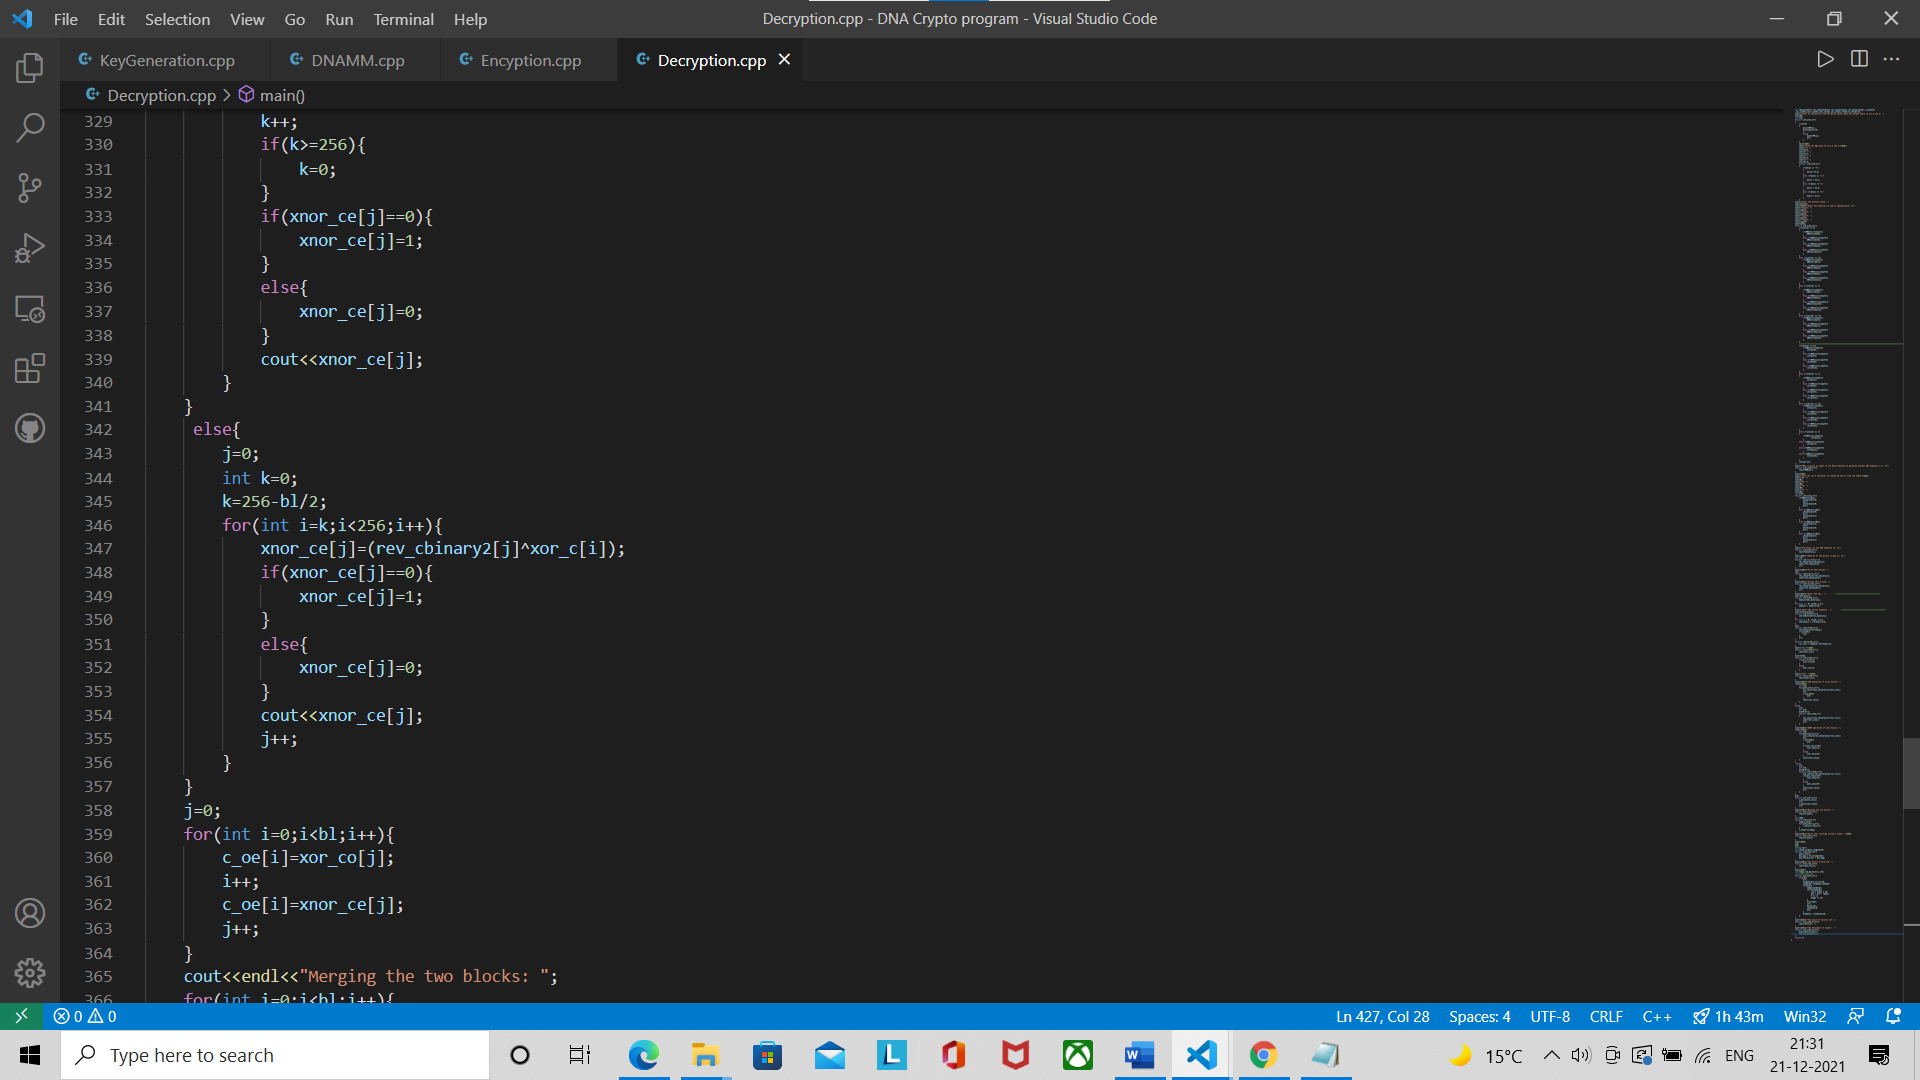 File Edit Selection View Go Run Terminal Help
Decryption.cpp - DNA Crypto program - Visual Studio Code
KeyGeneration.cpp DNAMM.cpp Encyption.cpp Decryption.cpp
Decryption.cpp > main()
329 k++;
330 if(k>=256){
331 k=0;
332 }
333 if(xnor_ce[j]==0){
334 xnor_ce[j]=1;
335 }
336 else{
337 xnor_ce[j]=0;
338 }
339 cout<<xnor_ce[j];
340 }
341 }
342 else{
343 j=0;
344 int k=0;
345 k=256-bl/2;
346 for(int i=k;i<256;i++){
347 xnor_ce[j]=(rev_cbinary2[j]^xor_c[i]);
348 if(xnor_ce[j]==0){
349 xnor_ce[j]=1;
350 }
351 else{
352 xnor_ce[j]=0;
353 }
354 cout<<xnor_ce[j];
355 j++;
356 }
357 }
358 j=0;
359 for(int i=0;i<bl;i++){
360 c_oe[i]=xor_co[j];
361 i++;
362 c_oe[i]=xnor_ce[j];
363 j++;
364 }
365 cout<<endl<<"Merging the two blocks: ";
366 for(int i=0;i<bl;i++){
0 0 Ln 427, Col 28 Spaces: 4 UTF-8 CRLF C++ 1h 43m Win32
Type here to search
15°C ENG
21:31
21-12-2021